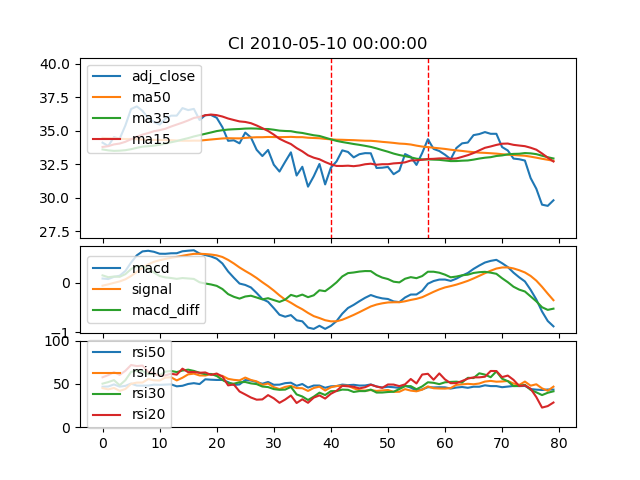 CI 2010-05-10 00:00:00
40.0
37.5
35.0
32.5
30.0
27.5
adj_close
ma50
ma35
ma15
0
−1
macd
signal
macd_diff
100
50
0
rsi50
rsi40
rsi30
rsi20
0 10 20 30 40 50 60 70 80